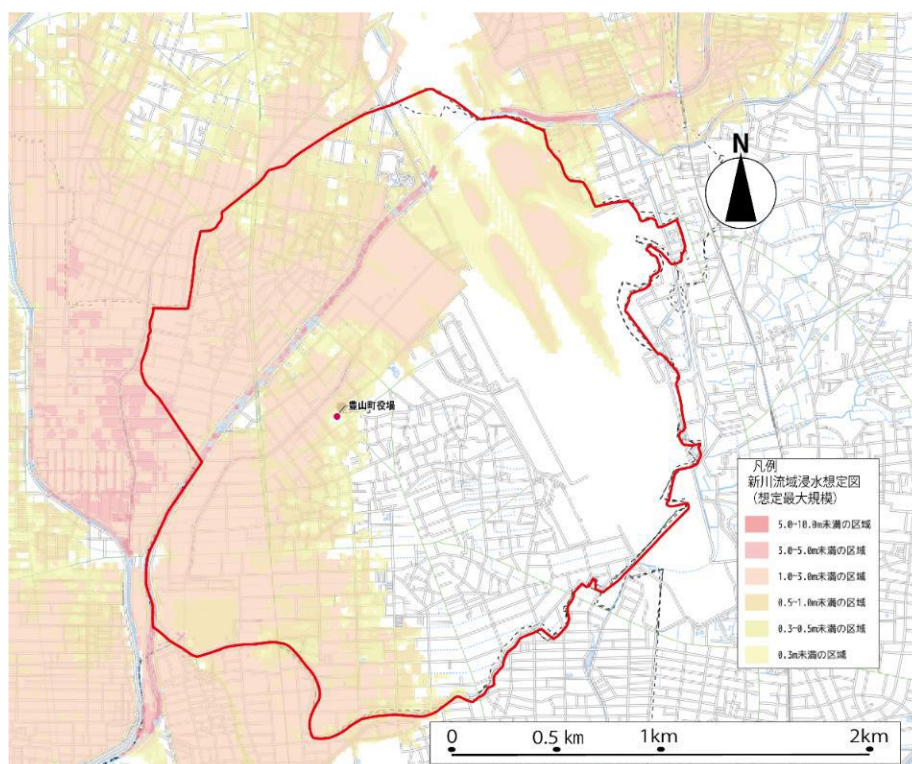 N
豊山町役場
凡例
新川流域浸水想定図
(想定最大規模)
5.0-10.0m未満の区域
3.0-5.0m未満の区域
1.0-3.0m未満の区域
0.5-1.0m未満の区域
0.3-0.5m未満の区域
0.3m未満の区域
0 0.5 km 1km 2km